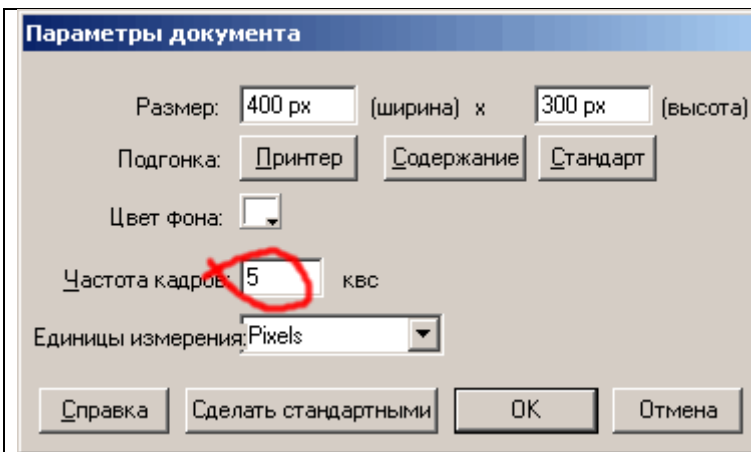 Параметры документа
Размер: 400 px (ширина) x 300 px (высота)
Подгонка: Принтер Содержание Стандарт
Цвет фона:
Частота кадров: 5 квс
Единицы измерения: Pixels
Справка Сделать стандартными OK Отмена